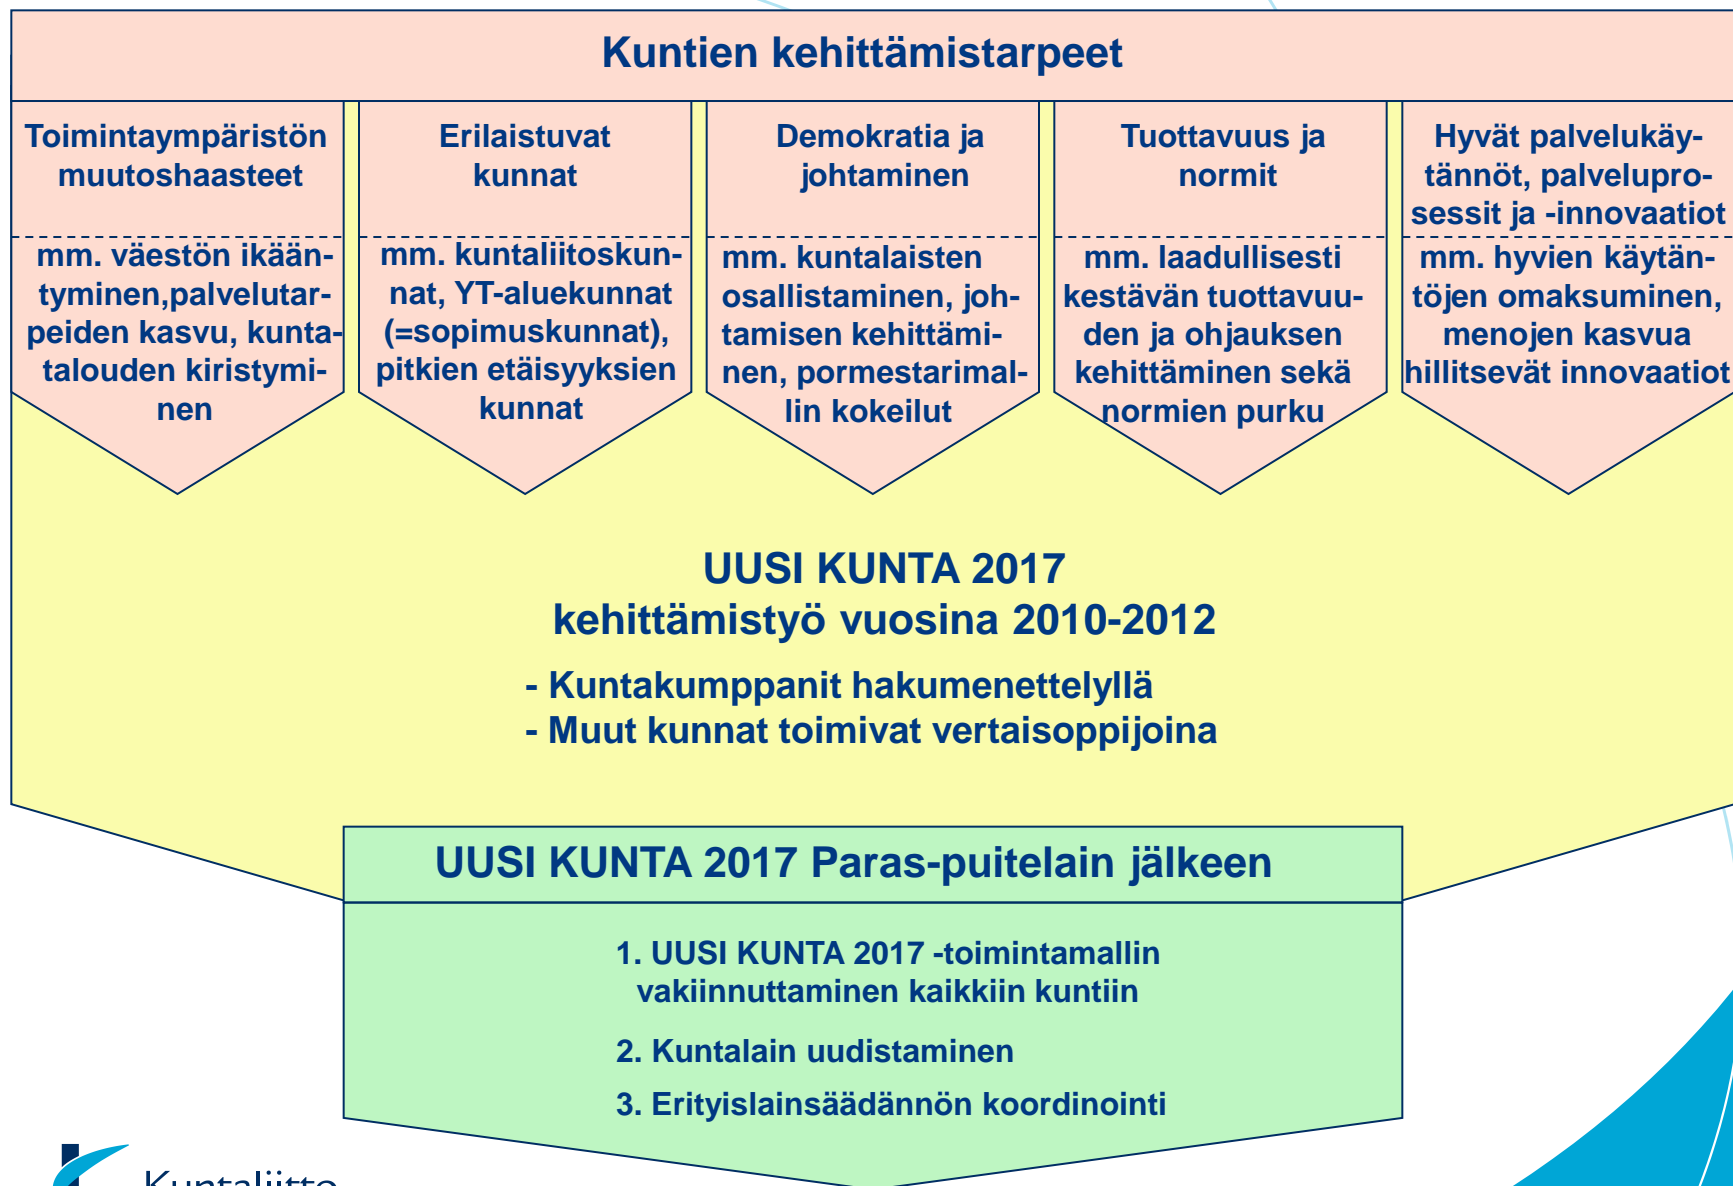 Kuntien kehittämistarpeet
Toimintaympäristön
muutoshaasteet
mm. väestön ikään-
tyminen,palvelutar-
peiden kasvu, kunta-
talouden kiristymi-
nen
Erilaistuvat
kunnat
mm. kuntaliitoskun-
nat, YT-aluekunnat
(=sopimuskunnat),
pitkien etäisyyksien
kunnat
Demokratia ja
johtaminen
mm. kuntalaisten
osallistaminen, joh-
tamisen kehittämi-
nen, pormestarimal-
lin kokeilut
Tuottavuus ja
normit
mm. laadullisesti
kestävän tuottavuu-
den ja ohjauksen
kehittäminen sekä
normien purku
Hyvät palvelukäy-
tännöt, palvelupro-
sessit ja -innovaatiot
mm. hyvien käytän-
töjen omaksuminen,
menojen kasvua
hillitsevät innovaatiot
UUSI KUNTA 2017
kehittämistyö vuosina 2010-2012
- Kuntakumppanit hakumenettelyllä
- Muut kunnat toimivat vertaisoppijoina
UUSI KUNTA 2017 Paras-puitelain jälkeen
1. UUSI KUNTA 2017 -toimintamallin
vakiinnuttaminen kaikkiin kuntiin
2. Kuntalain uudistaminen
3. Erityislainsäädännön koordinointi
Kuntaliitto